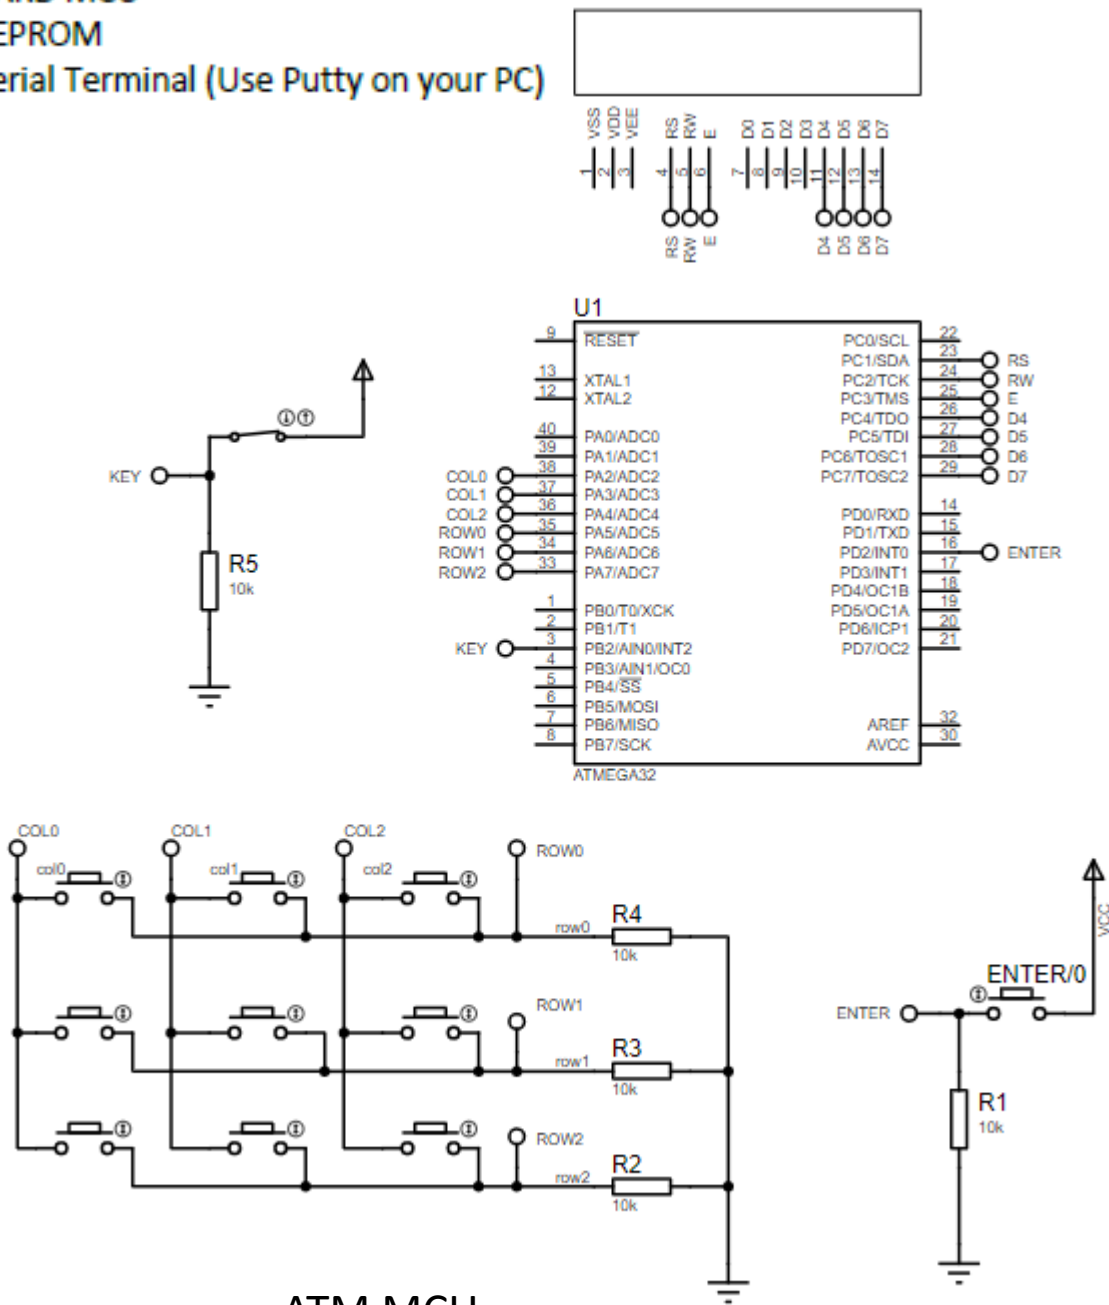 EPROM
erial Terminal (Use Putty on your PC)
VSS VDD VEE RS RW E D0 D1 D2 D3 D4 D5 D6 D7
1 2 3 4 5 6 7 8 9 10 11 12 13 14
RS RW E D4 D5 D6 D7
U1
9 RESET PC0/SCL 22
PC1/SDA 23 RS
13 XTAL1 PC2/TCK 24 RW
12 XTAL2 PC3/TMS 25 E
PC4/TDO 26 D4
40 PA0/ADC0 PC5/TDI 27 D5
39 PA1/ADC1 PC6/TOSC1 28 D6
COL0 38 PA2/ADC2 PC7/TOSC2 29 D7
COL1 37 PA3/ADC3
COL2 36 PA4/ADC4 PD0/RXD 14
ROW0 35 PA5/ADC5 PD1/TXD 15
ROW1 34 PA6/ADC6 PD2/INT0 16 ENTER
ROW2 33 PA7/ADC7 PD3/INT1 17
PD4/OC1B 18
1 PB0/T0/XCK PD5/OC1A 19
2 PB1/T1 PD6/ICP1 20
KEY 3 PB2/AIN0/INT2 PD7/OC2 21
4 PB3/AIN1/OC0
5 PB4/SS
6 PB5/MOSI
7 PB6/MISO AREF 32
8 PB7/SCK AVCC 30
ATMEGA32
KEY
R5
10k
COL0 COL1 COL2
ROW0
col0 col1 col2
row0
R4
10k
ROW1
row1
R3
10k
ROW2
row2
R2
10k
VCC
ENTER/0
ENTER
R1
10k
ATM MCU